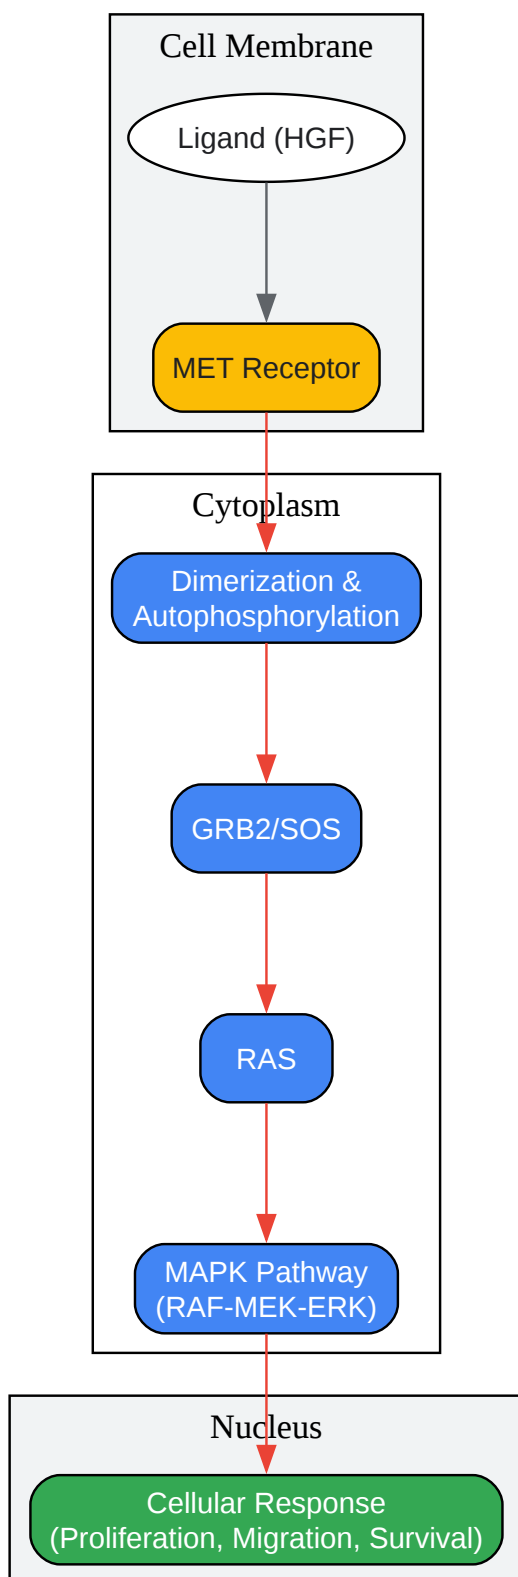 Cell Membrane
Ligand (HGF)
MET Receptor
Cytoplasm
Dimerization &
Autophosphorylation
GRB2/SOS
RAS
MAPK Pathway
(RAF-MEK-ERK)
Nucleus
Cellular Response
(Proliferation, Migration, Survival)